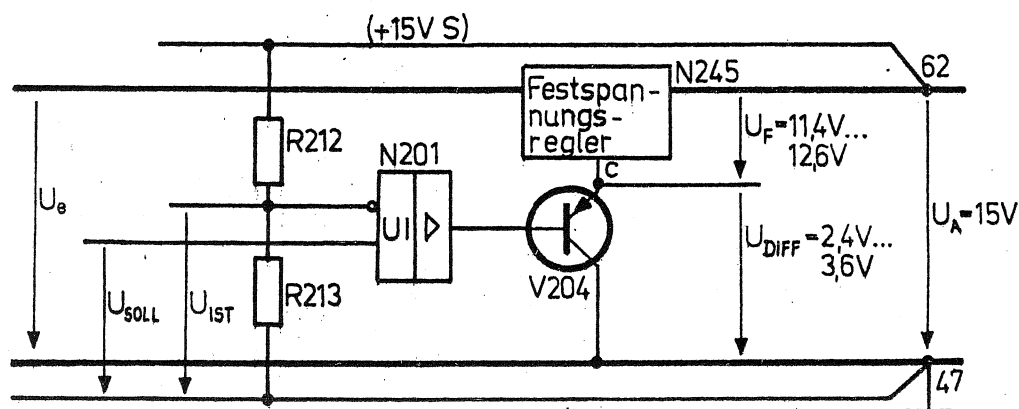 (+15V S)
62
N245
Festspan-
nungs-
regler
R212
N201
UI
C
U_F=11,4V...
12,6V
U_e
U_A=15V
U_DIFF=2,4V...
3,6V
V204
R213
U_SOLL
U_IST
47